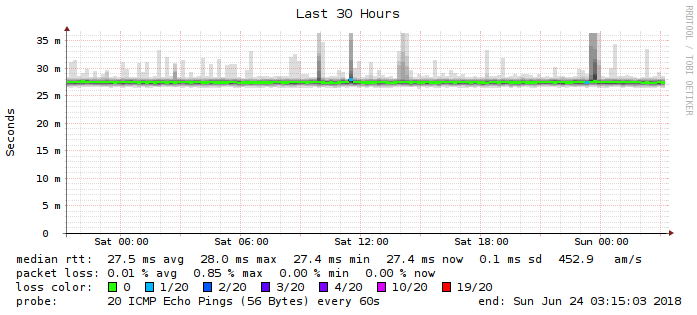 Last 30 Hours
RRDTOOL / TOBI OETIKER
Seconds
35 m
30 m
25 m
20 m
15 m
10 m
5 m
0
Sat 00:00 Sat 06:00 Sat 12:00 Sat 18:00 Sun 00:00
median rtt: 27.5 ms avg 28.0 ms max 27.4 ms min 27.4 ms now 0.1 ms sd 452.9 am/s
packet loss: 0.01 % avg 0.85 % max 0.00 % min 0.00 % now
loss color: 0 1/20 2/20 3/20 4/20 10/20 19/20
probe: 20 ICMP Echo Pings (56 Bytes) every 60s end: Sun Jun 24 03:15:03 2018